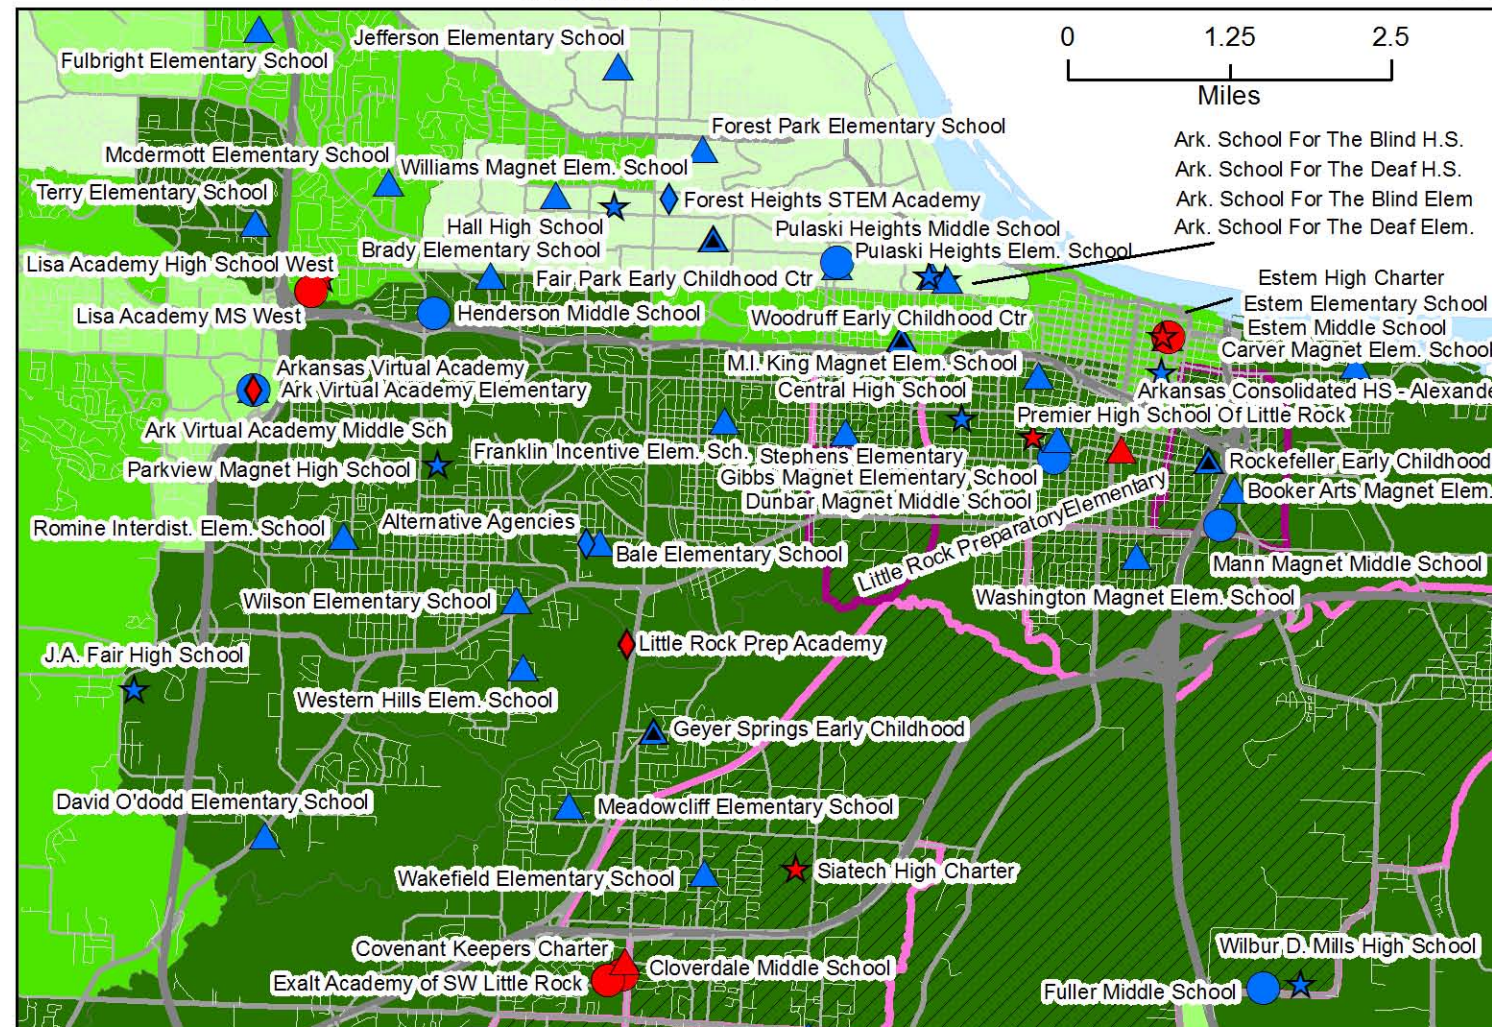 Jefferson Elementary School
0 1.25 2.5
Fulbright Elementary School
Miles
Forest Park Elementary School
Ark. School For The Blind H.S.
Mcdermott Elementary School
Williams Magnet Elem. School
Ark. School For The Deaf H.S.
Terry Elementary School
Forest Heights STEM Academy
Ark. School For The Blind Elem
Hall High School
Pulaski Heights Middle School
Ark. School For The Deaf Elem.
Brady Elementary School
Pulaski Heights Elem. School
Lisa Academy High School West
Fair Park Early Childhood Ctr
Estem High Charter
Estem Elementary School
Lisa Academy MS West
Henderson Middle School
Woodruff Early Childhood Ctr
Estem Middle School
Carver Magnet Elem. School
Arkansas Virtual Academy
M.l. King Magnet Elem. School
Ark Virtual Academy Elementary
Central High School
Arkansas Consolidated HS - Alexande
Premier High School Of Little Rock
Ark Virtual Academy Middle Sch
Franklin Incentive Elem. Sch.
Stephens Elementary
Parkview Magnet High School
Rockefeller Early Childhood
Gibbs Magnet Elementary School
Booker Arts Magnet Elem.
Dunbar Magnet Middle School
Little Rock PreparatoryElementary
Romine Interdist. Elem. School
Alternative Agencies
Bale Elementary School
Mann Magnet Middle School
Wilson Elementary School
Washington Magnet Elem. School
Little Rock Prep Academy
J.A. Fair High School
Western Hills Elem. School
Geyer Springs Early Childhood
David O'dodd Elementary School
Meadowcliff Elementary School
Wakefield Elementary School
Siatech High Charter
Covenant Keepers Charter
Wilbur D. Mills High School
Cloverdale Middle School
Exalt Academy of SW Little Rock
Fuller Middle School